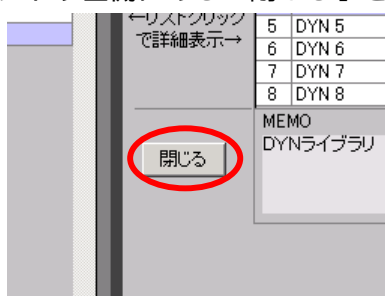 ←リストクリック
で詳細表示→
5 DYN 5
6 DYN 6
7 DYN 7
8 DYN 8
MEMO
DYNライブラリ
閉じる